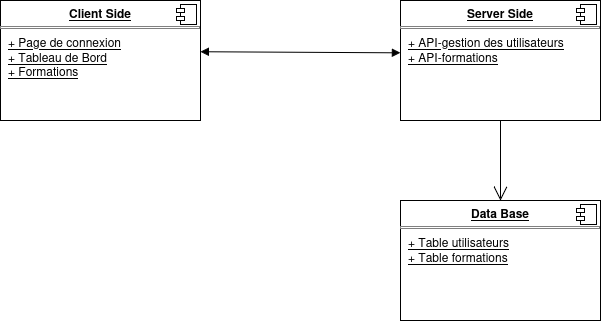 Client Side
+ Page de connexion
+ Tableau de Bord
+ Formations
Server Side
+ API-gestion des utilisateurs
+ API-formations
Data Base
+ Table utilisateurs
+ Table formations